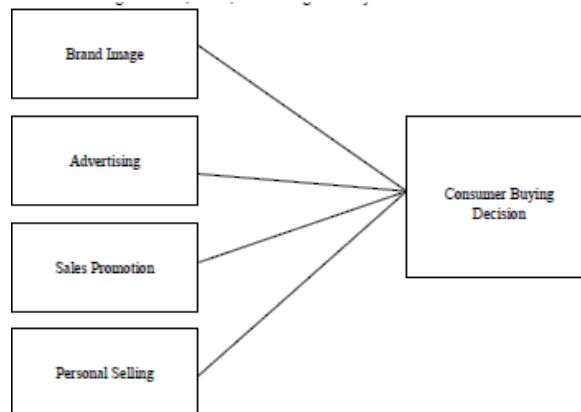 Brand Image
Advertising
Consumer Buying
Decision
Sales Promotion
Personal Selling